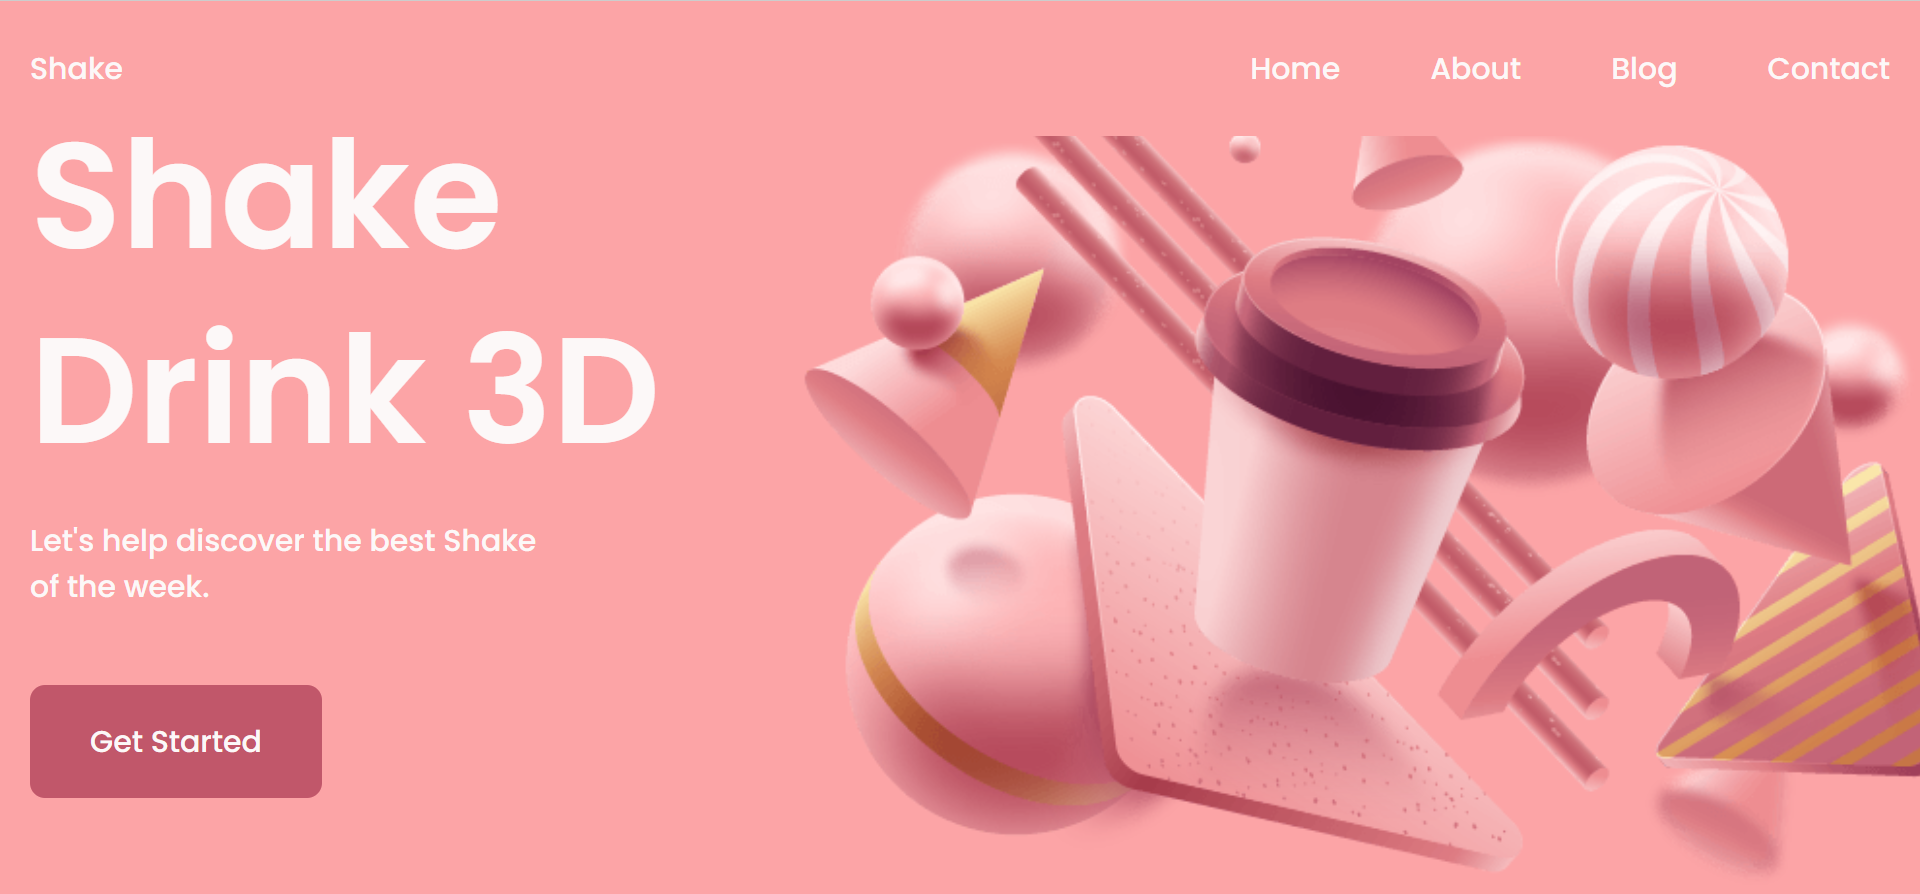 Shake
Home About Blog Contact
Shake
Drink 3D
Let's help discover the best Shake
of the week.
Get Started